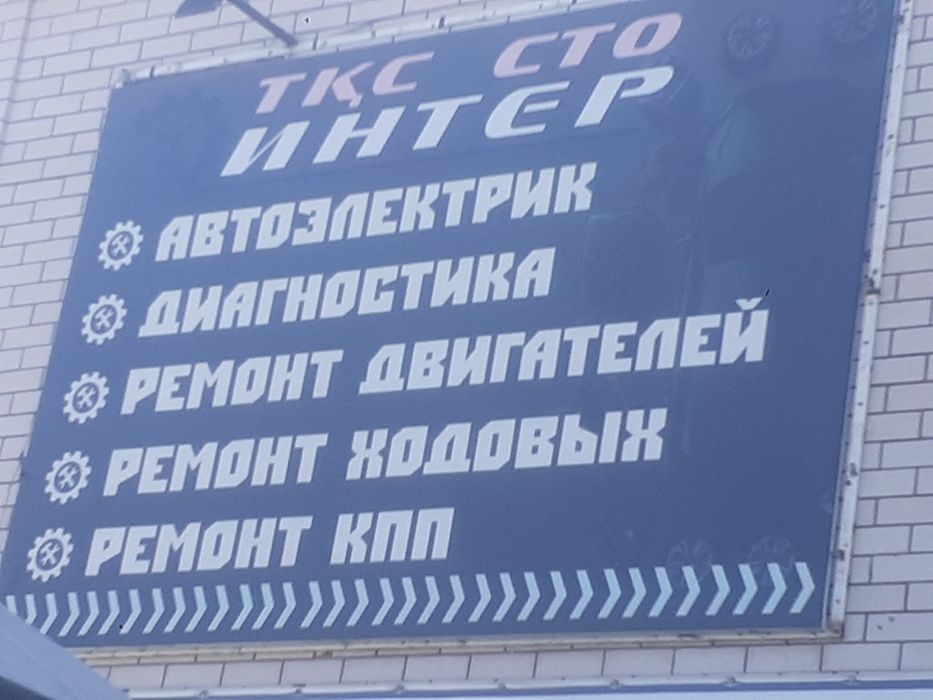 ТҚС СТО
ИНТЕР
АВТОЭЛЕКТРИК
ДИАГНОСТИКА
РЕМОНТ ДВИГАТЕЛЕЙ
РЕМОНТ ХОДОВЫХ
РЕМОНТ КПП